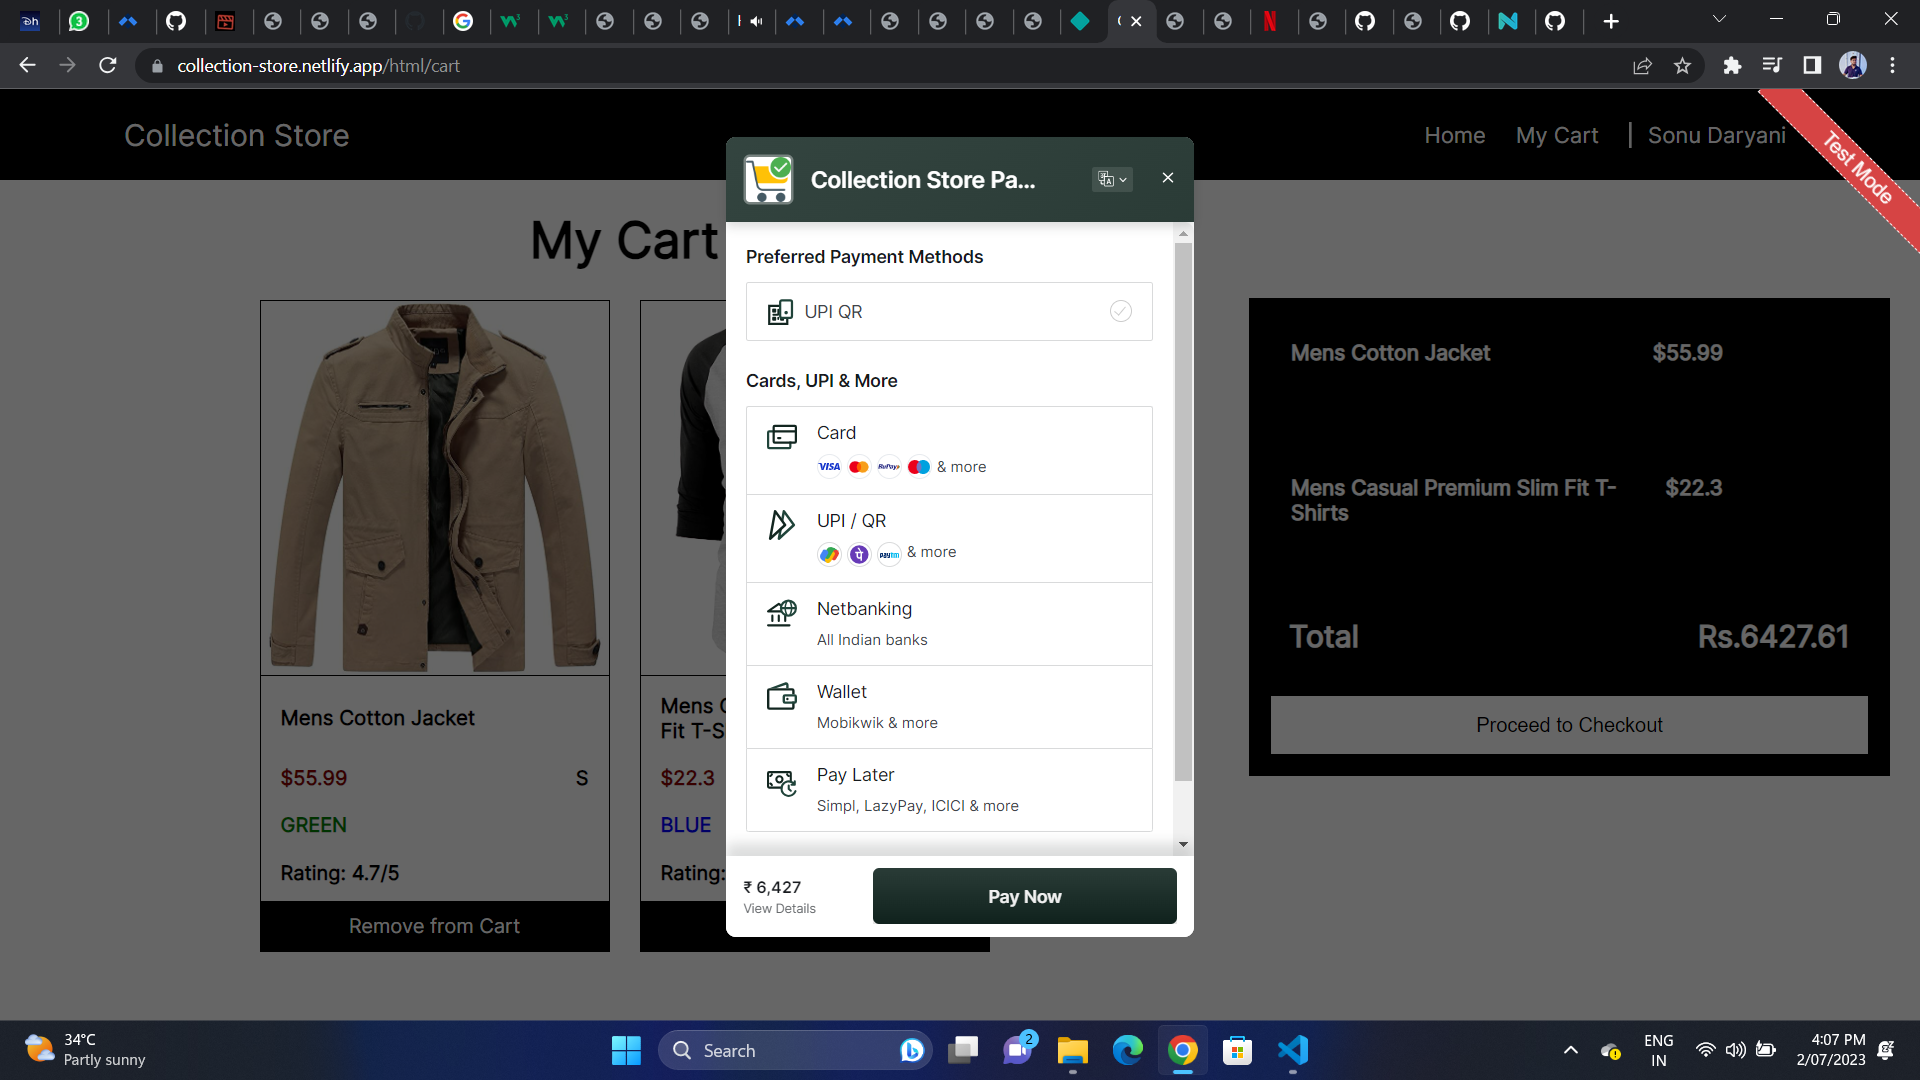 3
collection-store.netlify.app/html/cart
Collection Store
Home
My Cart
Sonu Daryani
Test Mode
My Cart
Mens Cotton Jacket
$55.99
S
GREEN
Rating: 4.7/5
Remove from Cart
Mens
Fit T-S
$22.3
BLUE
Rating:
Collection Store Pa...
Preferred Payment Methods
UPI QR
Cards, UPI & More
Card
VISA
RuPay
& more
UPI / QR
पे
paytm
& more
Netbanking
All Indian banks
Wallet
Mobikwik & more
Pay Later
Simpl, LazyPay, ICICI & more
₹ 6,427
View Details
Pay Now
Mens Cotton Jacket
$55.99
Mens Casual Premium Slim Fit T-
Shirts
$22.3
Total
Rs.6427.61
Proceed to Checkout
34°C
Partly sunny
Search
2
ENG
IN
4:07 PM
2/07/2023